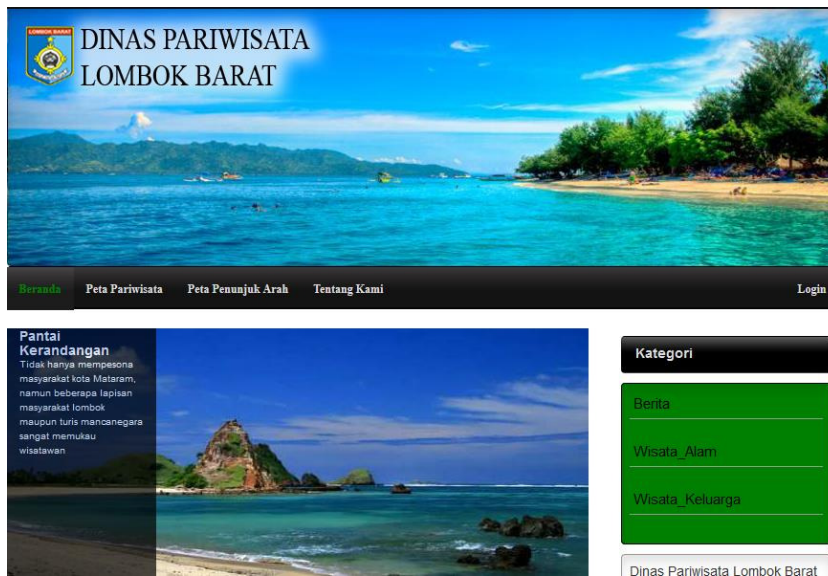 LOMBOK BARAT
DINAS PARIWISATA
LOMBOK BARAT
Beranda Peta Pariwisata Peta Penunjuk Arah Tentang Kami Login
Pantai
Kerandangan
Tidak hanya mempesona
masyarakat kota Mataram,
namun beberapa lapisan
masyarakat lombok
maupun turis mancanegara
sangat memukau
wisatawan
Kategori
Berita
Wisata_Alam
Wisata_Keluarga
Dinas Pariwisata Lombok Barat